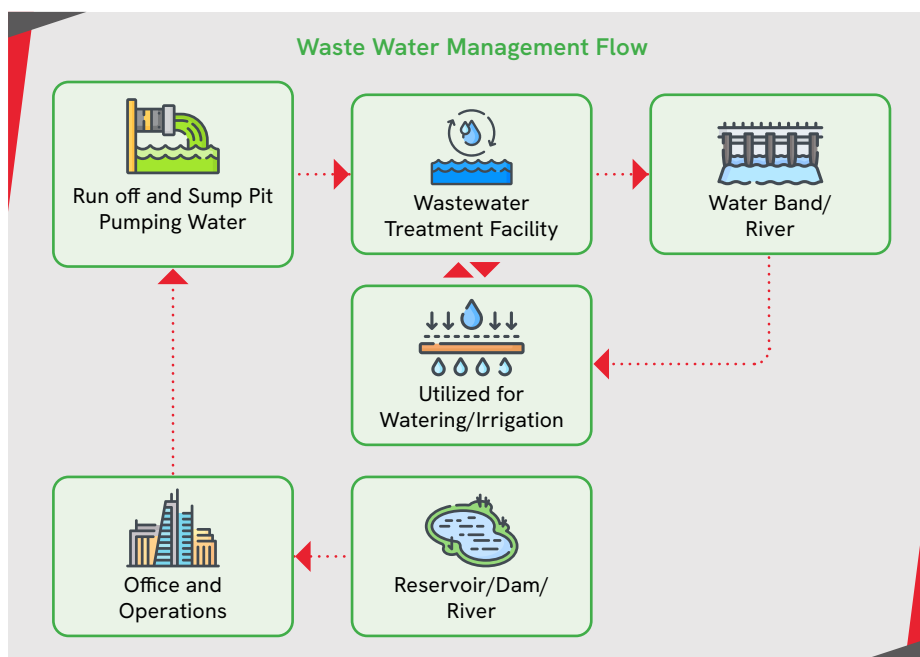 Waste Water Management Flow
Run off and Sump Pit
Pumping Water
Wastewater
Treatment Facility
Water Band/
River
Utilized for
Watering/Irrigation
Office and
Operations
Reservoir/Dam/
River